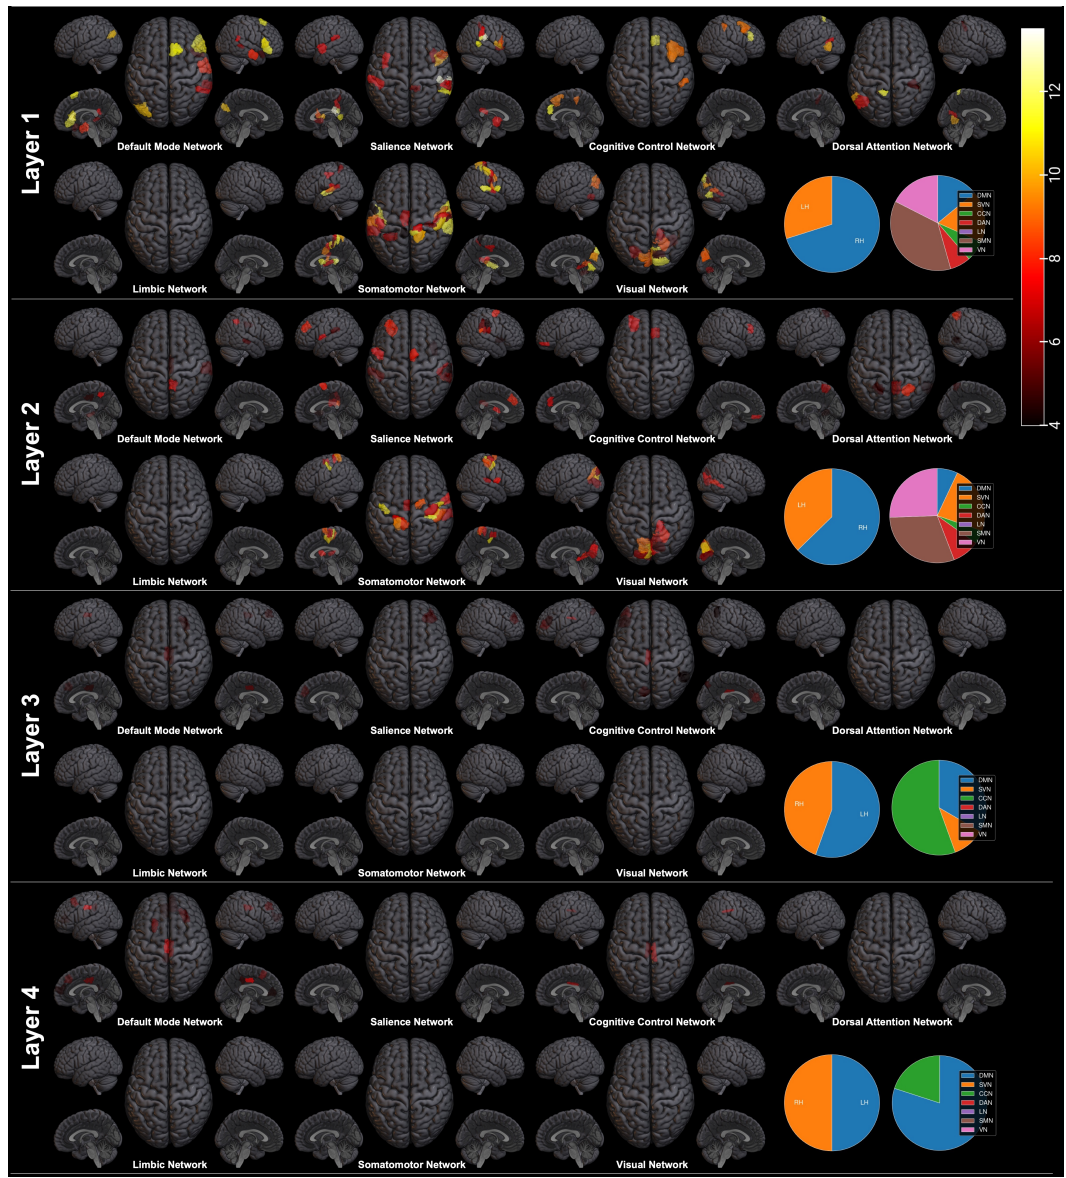 Layer 1
Default Mode Network
Salience Network
Cognitive Control Network
Dorsal Attention Network
Limbic Network
Somatomotor Network
Visual Network
LH
RH
DMN
SVN
CCN
DAN
LN
SMN
VN
12
10
8
6
4
Layer 2
Default Mode Network
Salience Network
Cognitive Control Network
Dorsal Attention Network
Limbic Network
Somatomotor Network
Visual Network
LH
RH
DMN
SVN
CCN
DAN
LN
SMN
VN
Layer 3
Default Mode Network
Salience Network
Cognitive Control Network
Dorsal Attention Network
Limbic Network
Somatomotor Network
Visual Network
RH
LH
DMN
SVN
CCN
DAN
LN
SMN
VN
Layer 4
Default Mode Network
Salience Network
Cognitive Control Network
Dorsal Attention Network
Limbic Network
Somatomotor Network
Visual Network
RH
LH
DMN
SVN
CCN
DAN
LN
SMN
VN